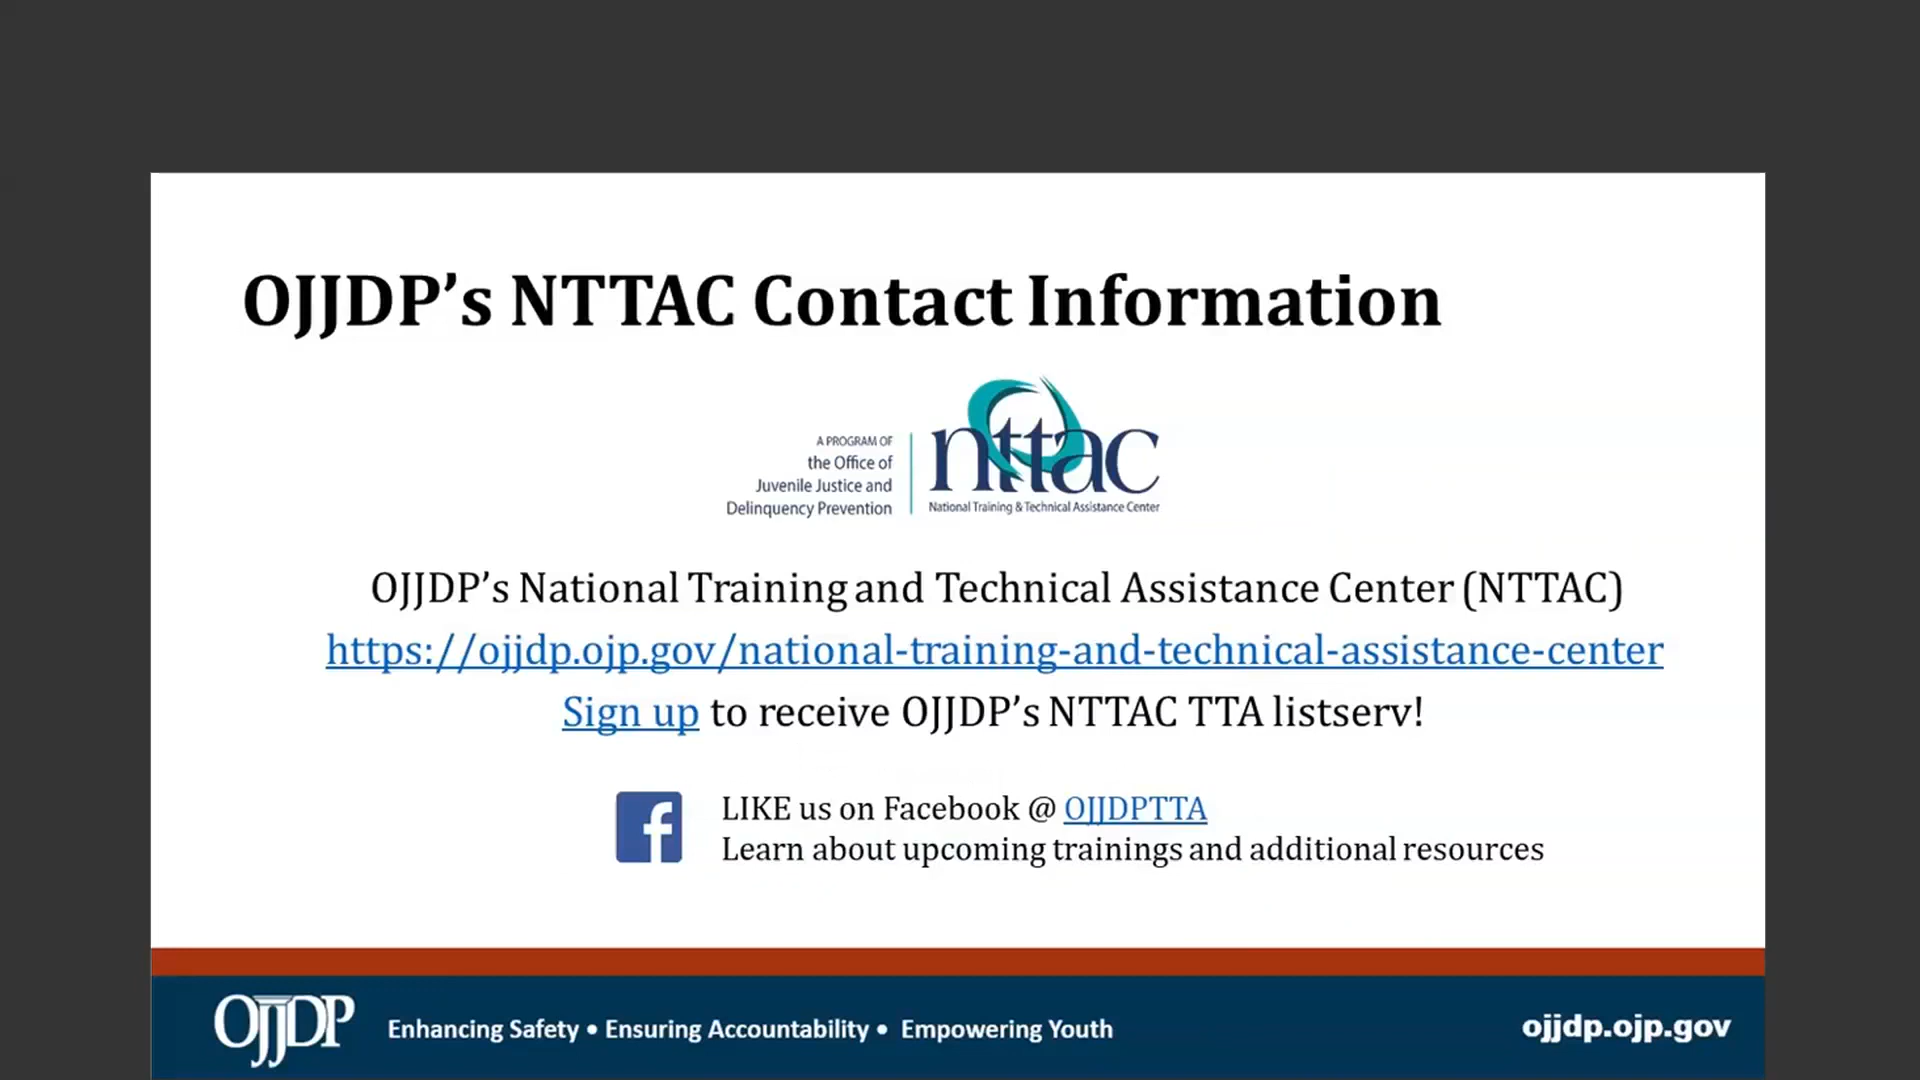 OJJDP’s NTTAC Contact Information
A PROGRAM OF
the Office of
Juvenile Justice and
Delinquency Prevention
nttac
National Training & Technical Assistance Center
OJJDP’s National Training and Technical Assistance Center (NTTAC)
https://ojjdp.ojp.gov/national-training-and-technical-assistance-center
Sign up to receive OJJDP’s NTTAC TTA listserv!
LIKE us on Facebook @ OJJDPTTA
Learn about upcoming trainings and additional resources
OJJDP Enhancing Safety • Ensuring Accountability • Empowering Youth ojjdp.ojp.gov